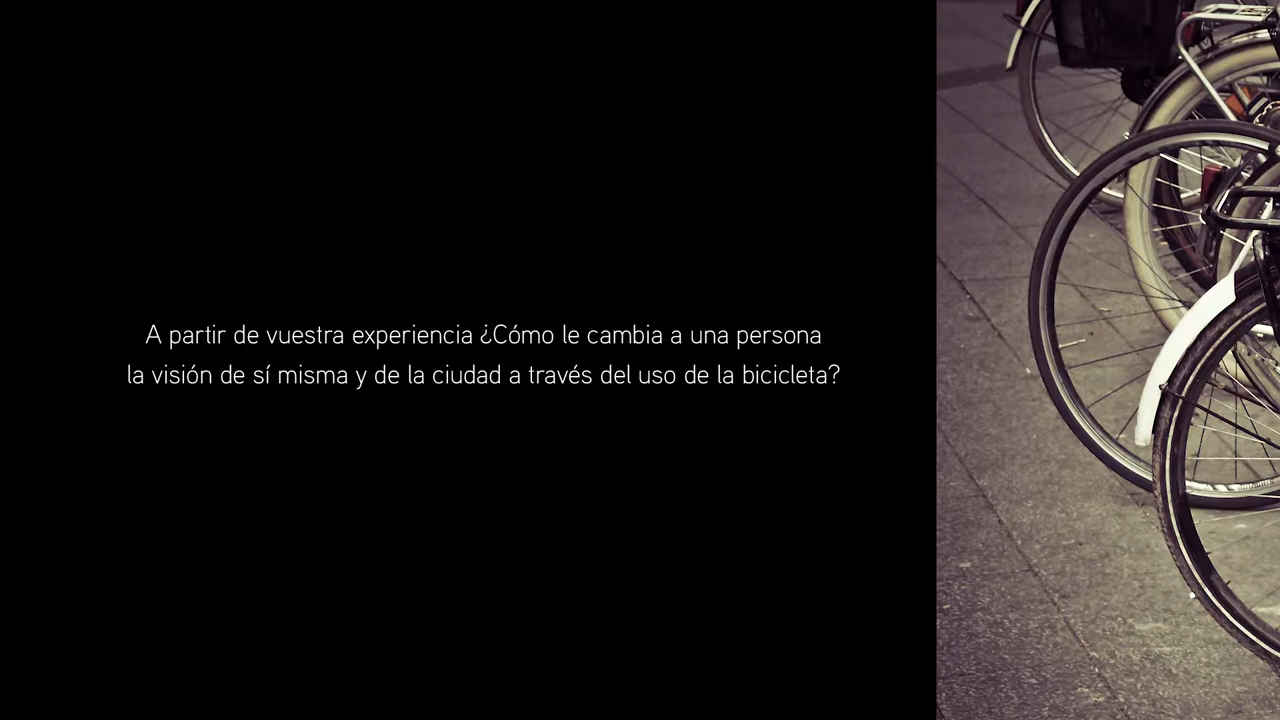 A partir de vuestra experiencia ¿Cómo le cambia a una persona
la visión de sí misma y de la ciudad a través del uso de la bicicleta?